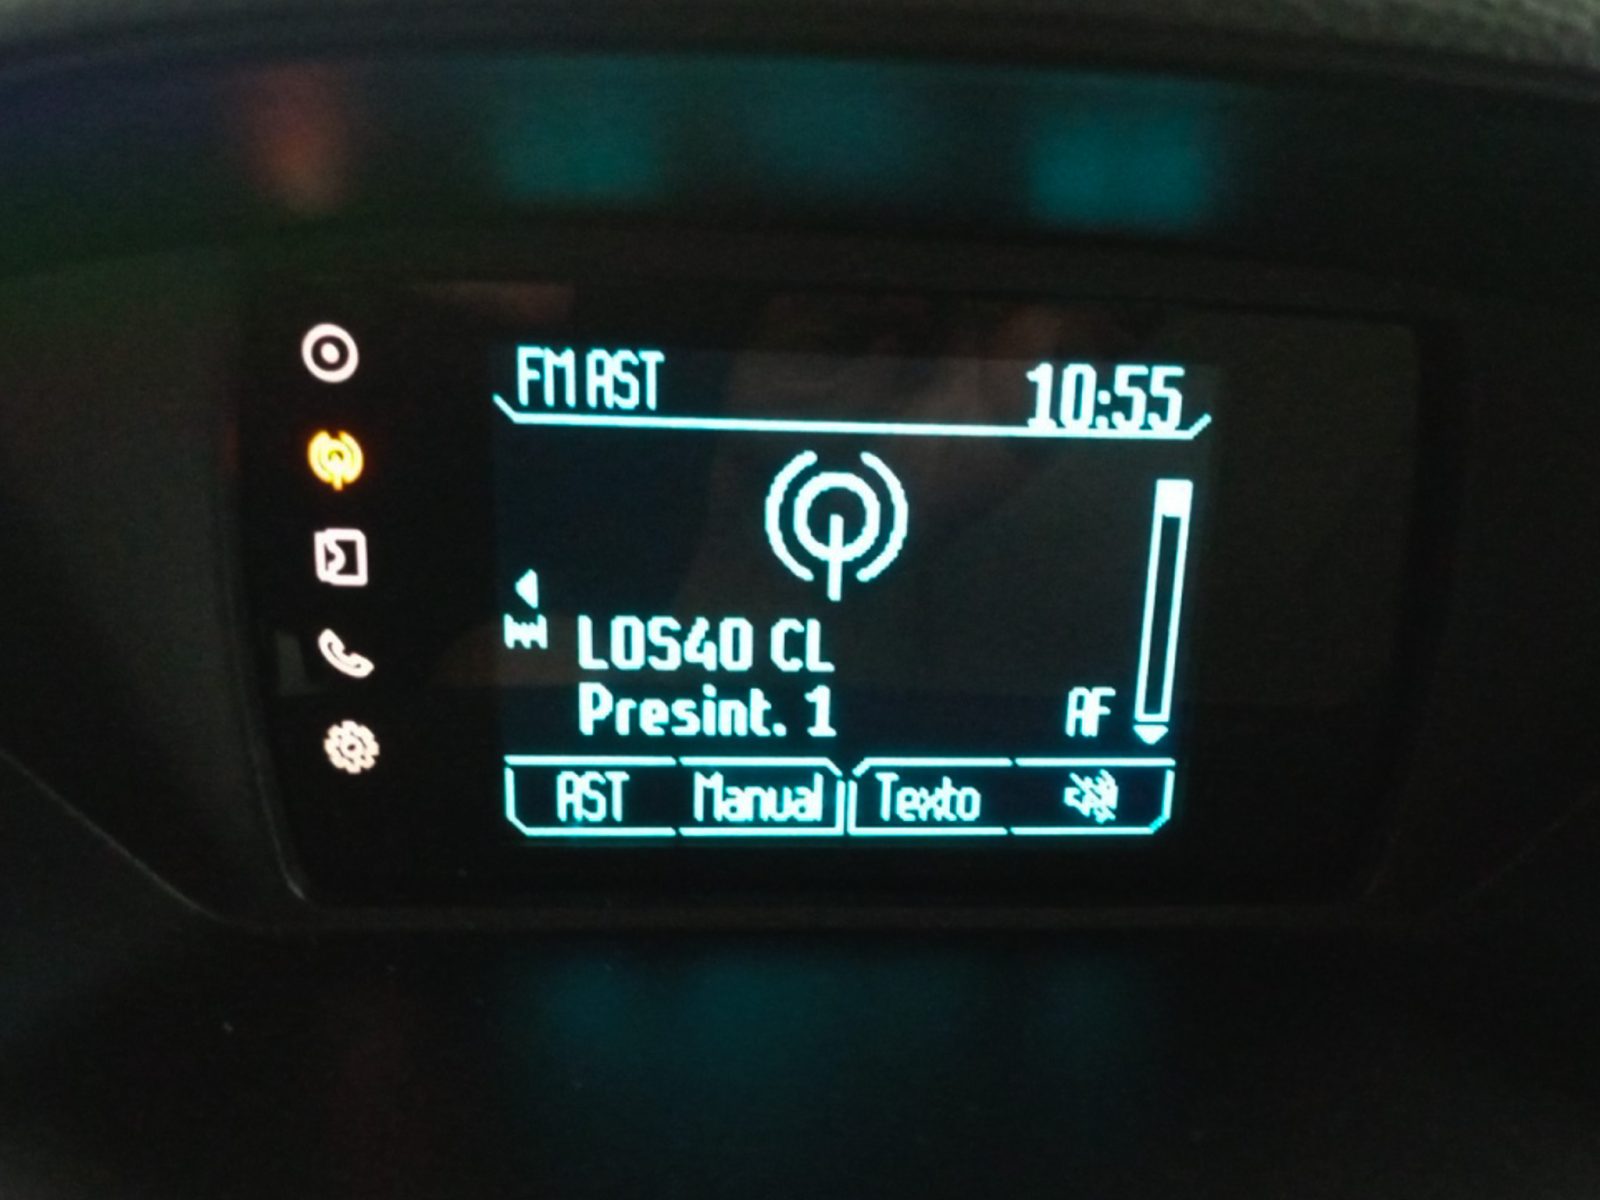 FM AST 10:55
LOS40 CL
Presint. 1 AF
AST Manual Texto